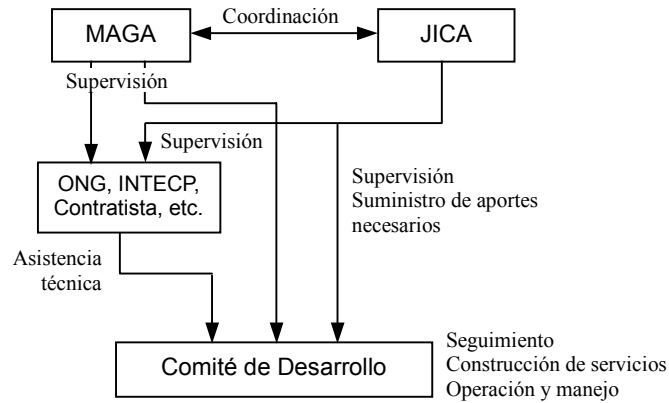 Coordinación
MAGA
JICA
Supervisión
Supervisión
ONG, INTECP,
Contratista, etc.
Supervisión
Suministro de aportes
necesarios
Asistencia
técnica
Comité de Desarrollo
Seguimiento
Construcción de servicios
Operación y manejo